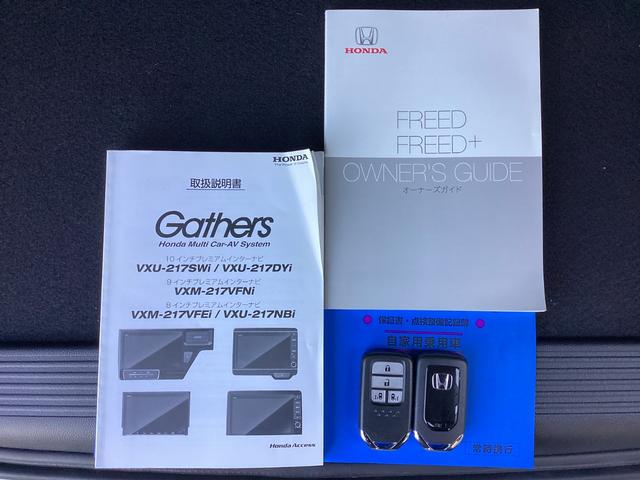 HONDA
FREED
FREED+
OWNER'S GUIDE
オーナーズガイド
HONDA
The Power of Dreams
取扱説明書
Gathers
Honda Multi Car-AV System
10インチプレミアムインターナビ
VXU-217SWi / VXU-217DYi
9インチプレミアムインターナビ
VXM-217VFNi
8インチプレミアムインターナビ
VXM-217VFEi / VXU-217NBi
Honda Access
保証書・点検整備記録簿
自家用乗用車
常時携行